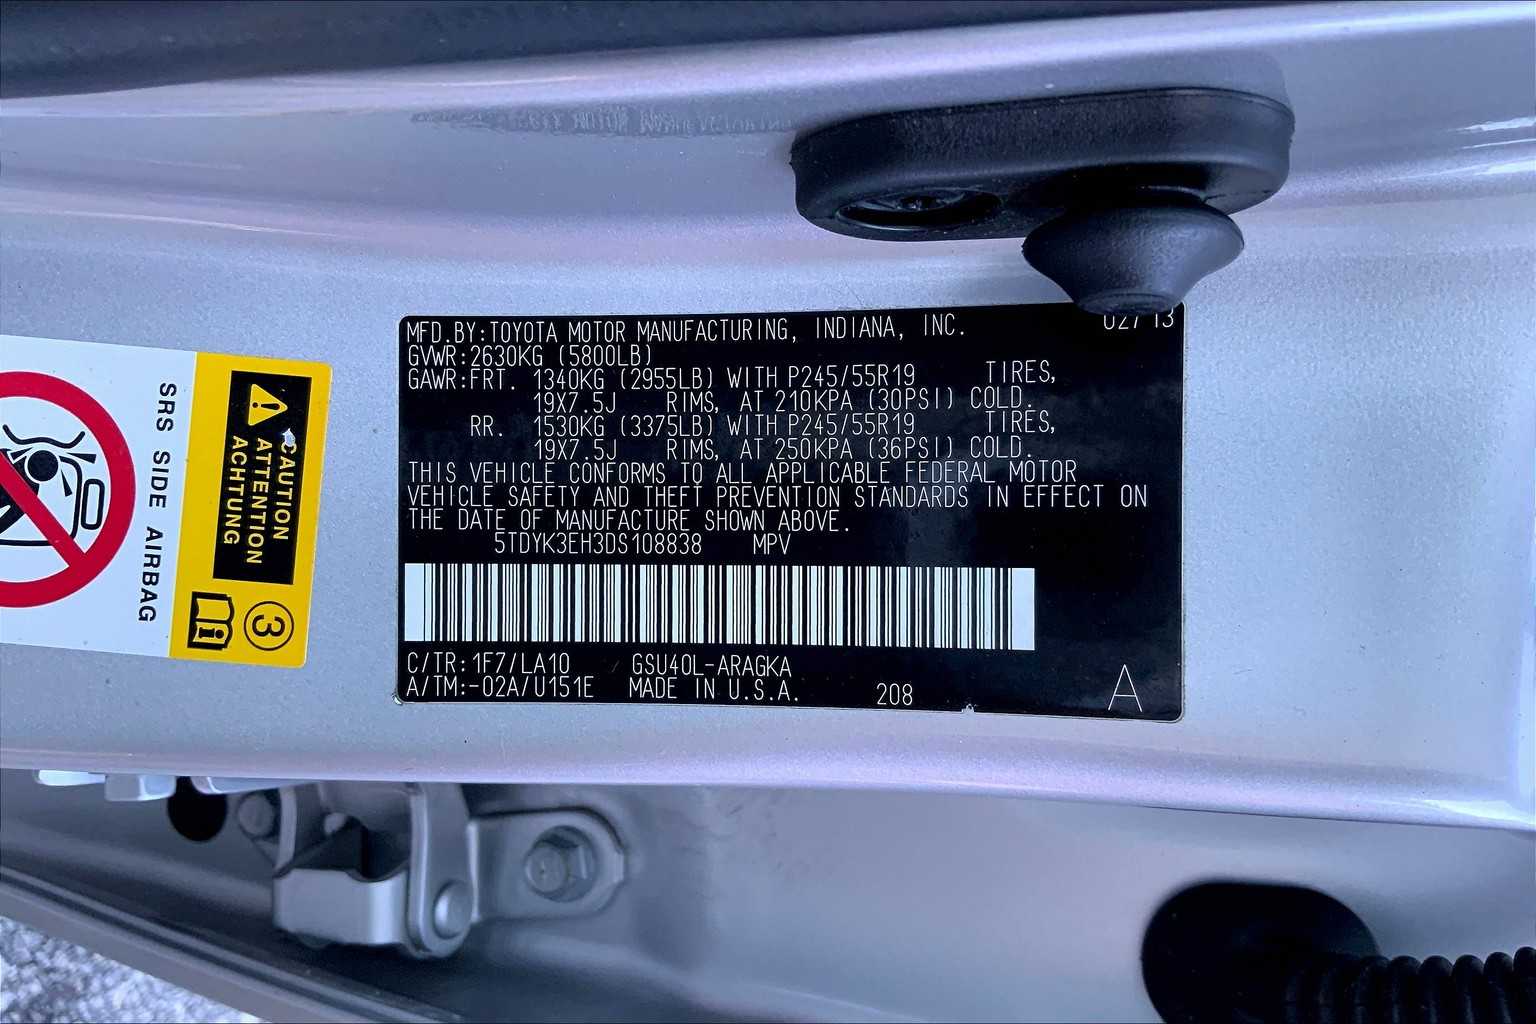 MFD.BY:TOYOTA MOTOR MANUFACTURING, INDIANA, INC. 02/13
GVWR:2630KG (5800LB)
GAWR:FRT. 1340KG (2955LB) WITH P245/55R19 TIRES,
19X7.5J RIMS, AT 210KPA (30PSI) COLD.
RR. 1530KG (3375LB) WITH P245/55R19 TIRES,
19X7.5J RIMS, AT 250KPA (36PSI) COLD.
THIS VEHICLE CONFORMS TO ALL APPLICABLE FEDERAL MOTOR
VEHICLE SAFETY AND THEFT PREVENTION STANDARDS IN EFFECT ON
THE DATE OF MANUFACTURE SHOWN ABOVE.
5TDYK3EH3DS108838 MPV
C/TR:1F7/LA10 GSU40L-ARAGKA
A/TM:-02A/U151E MADE IN U.S.A. 208 A
CAUTION
ATTENTION
ACHTUNG
3
SRS SIDE AIRBAG